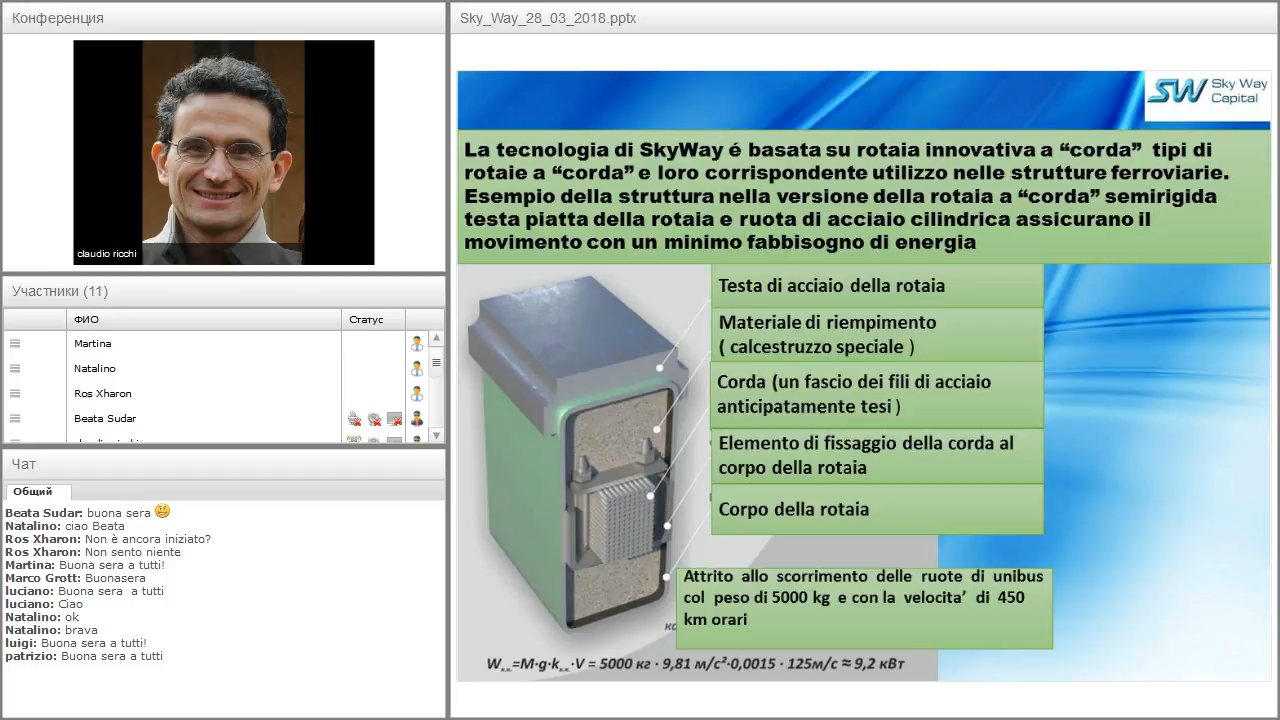 Конференция
claudio ricchi
Участники (11)
ФИО
Статус
Martina
Natalino
Ros Xharon
Beata Sudar
Чат
Общий
Beata Sudar: buona sera
Natalino: ciao Beata
Ros Xharon: Non è ancora iniziato?
Ros Xharon: Non sento niente
Martina: Buona sera a tutti!
Marco Grott: Buonasera
luciano: Buona sera a tutti
luciano: Ciao
Natalino: ok
Natalino: brava
luigi: Buona sera a tutti!
patrizio: Buona sera a tutti
Sky_Way_28_03_2018.pptx
SW Sky Way
Capital
La tecnologia di SkyWay é basata su rotaia innovativa a “corda” tipi di
rotaie a “corda” e loro corrispondente utilizzo nelle strutture ferroviarie.
Esempio della struttura nella versione della rotaia a “corda” semirigida
testa piatta della rotaia e ruota di acciaio cilindrica assicurano il
movimento con un minimo fabbisogno di energia
Testa di acciaio della rotaia
Materiale di riempimento
( calcestruzzo speciale )
Corda (un fascio dei fili di acciaio
anticipatamente tesi )
Elemento di fissaggio della corda al
corpo della rotaia
Corpo della rotaia
Attrito allo scorrimento delle ruote di unibus
col peso di 5000 kg e con la velocita’ di 450
km orari
=M·g·k ·V = 5000 кг · 9,81 м/с²·0,0015 · 125м/с ≈ 9,2 кВт